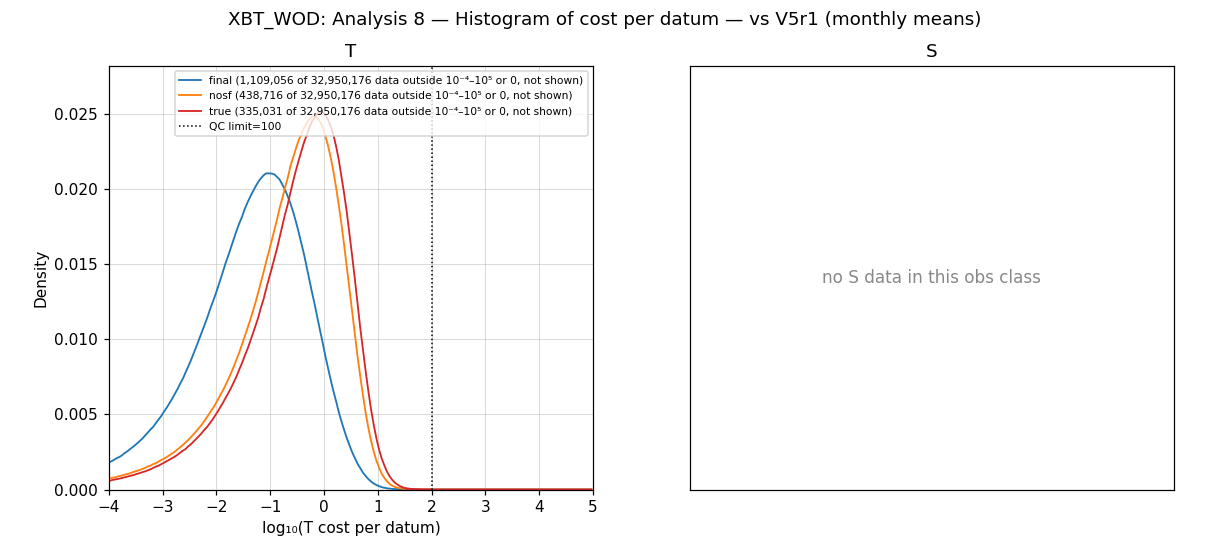 XBT_WOD: Analysis 8 — Histogram of cost per datum — vs V5r1 (monthly means)
T
S
final (1,109,056 of 32,950,176 data outside 10⁻⁴–10⁵ or 0, not shown)
nosf (438,716 of 32,950,176 data outside 10⁻⁴–10⁵ or 0, not shown)
true (335,031 of 32,950,176 data outside 10⁻⁴–10⁵ or 0, not shown)
QC limit=100
Density
0.025
0.020
0.015
0.010
0.005
0.000
−4 −3 −2 −1 0 1 2 3 4 5
log₁₀(T cost per datum)
no S data in this obs class